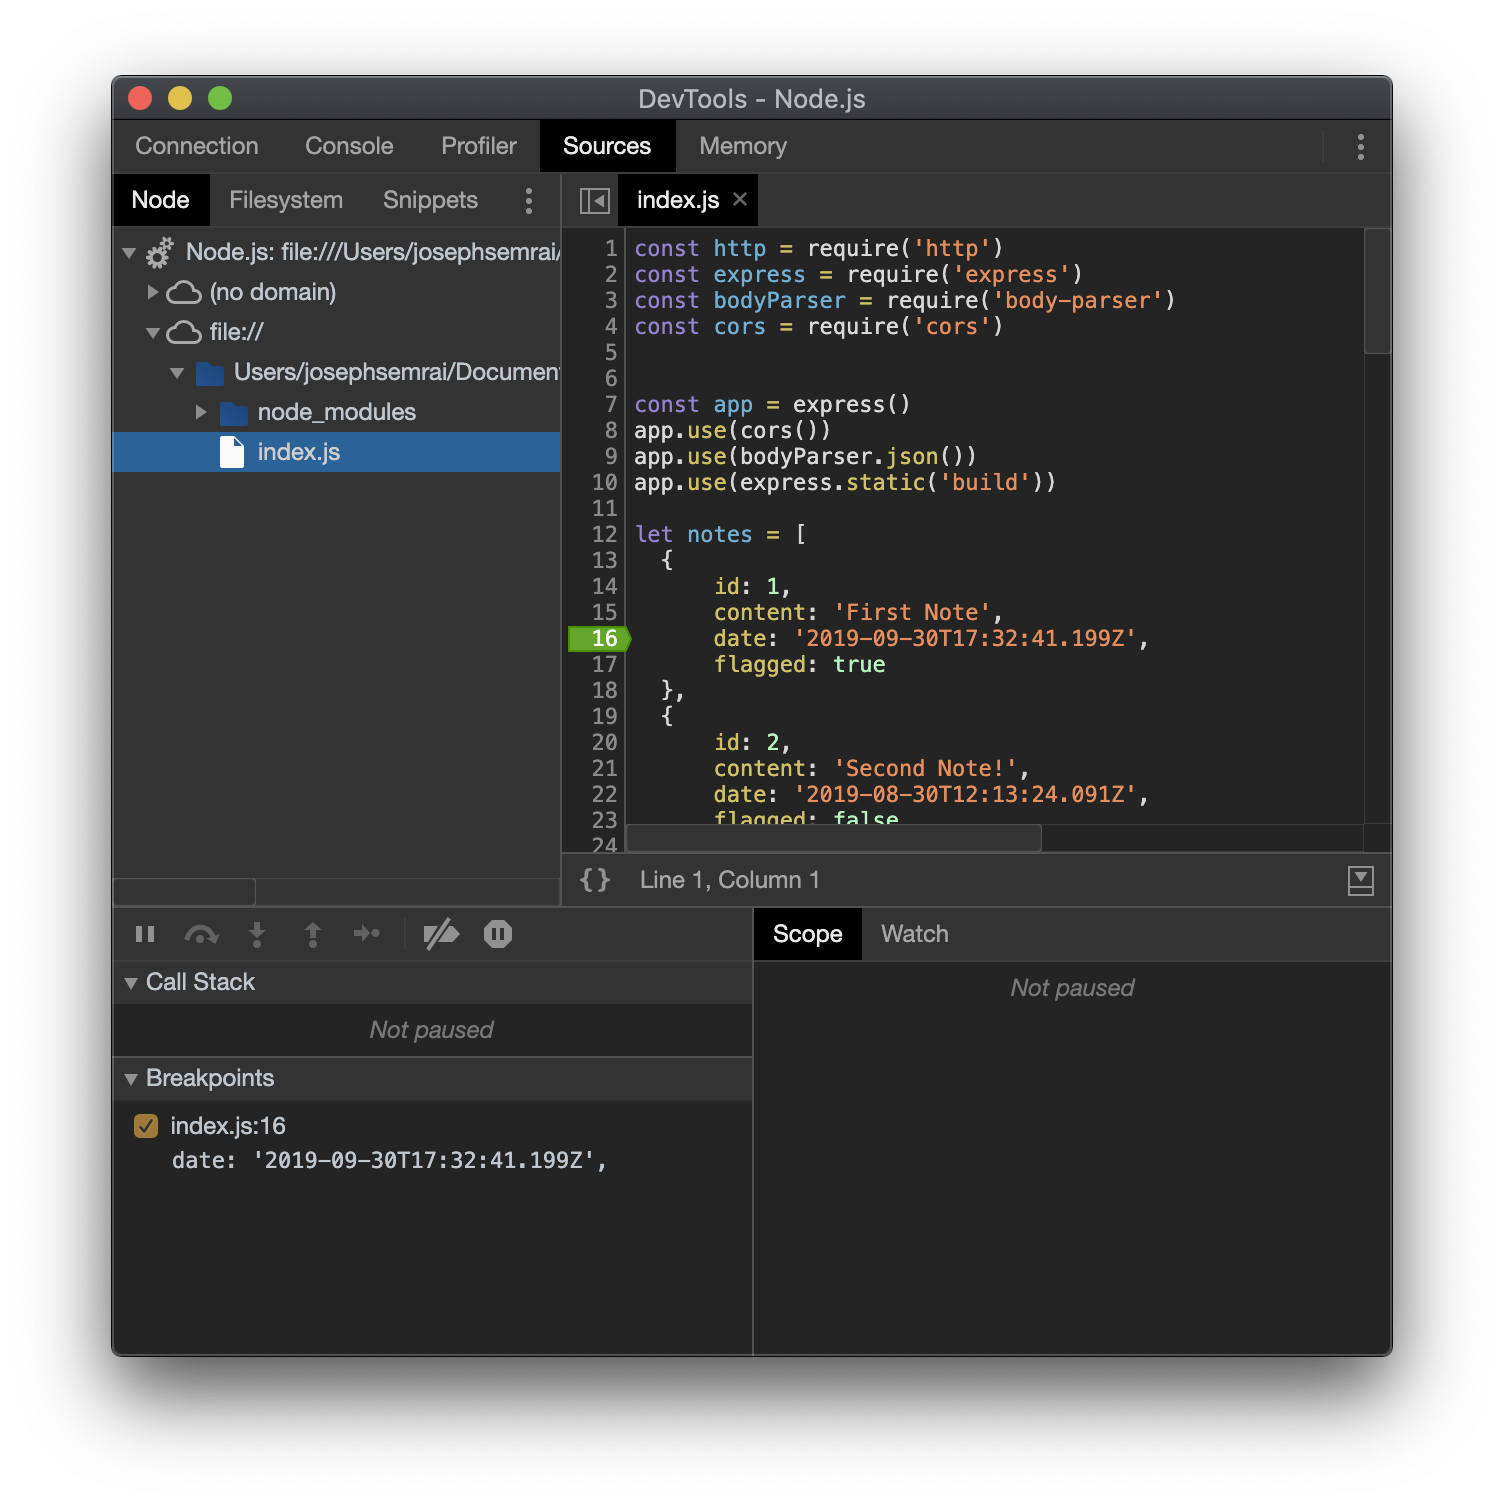 DevTools - Node.js
Connection Console Profiler Sources Memory
Node Filesystem Snippets
index.js ×
Node.js: file:///Users/josephsemrai/
(no domain)
file://
Users/josephsemrai/Documen
node_modules
index.js
1 const http = require('http')
2 const express = require('express')
3 const bodyParser = require('body-parser')
4 const cors = require('cors')
5
6
7 const app = express()
8 app.use(cors())
9 app.use(bodyParser.json())
10 app.use(express.static('build'))
11
12 let notes = [
13 {
14 id: 1,
15 content: 'First Note',
16 date: '2019-09-30T17:32:41.199Z',
17 flagged: true
18 },
19 {
20 id: 2,
21 content: 'Second Note!',
22 date: '2019-08-30T12:13:24.091Z',
23 flagged: false
24
{} Line 1, Column 1
Call Stack
Not paused
Breakpoints
index.js:16
date: '2019-09-30T17:32:41.199Z',
Scope Watch
Not paused